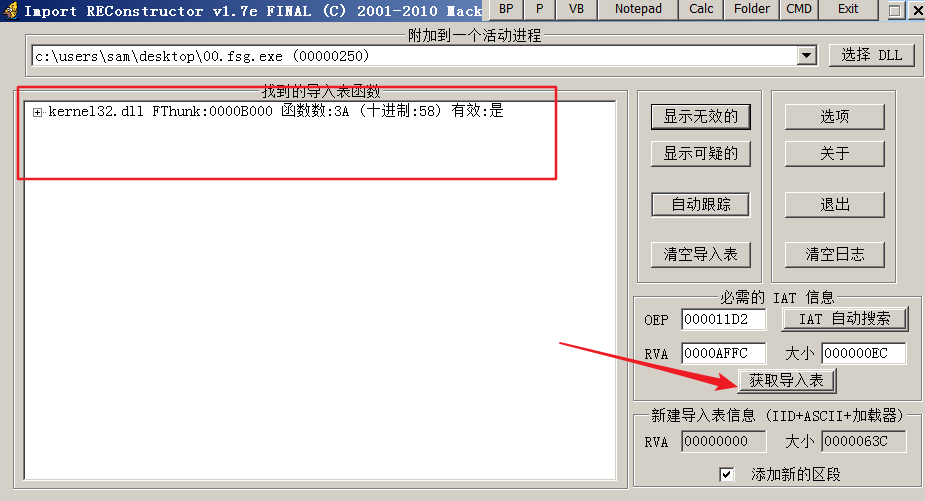 Import REConstructor v1.7e FINAL (C) 2001-2010 Mack
BP P VB Notepad Calc Folder CMD Exit
附加到一个活动进程
c:\users\sam\desktop\00.fsg.exe (00000250)
选择 DLL
找到的导入表函数
kernel32.dll FThunk:0000B000 函数数:3A (十进制:58) 有效:是
显示无效的
显示可疑的
自动跟踪
清空导入表
选项
关于
退出
清空日志
必需的 IAT 信息
OEP 000011D2 IAT 自动搜索
RVA 0000AFFC 大小 000000EC
获取导入表
新建导入表信息 (IID+ASCII+加载器)
RVA 00000000 大小 0000063C
添加新的区段